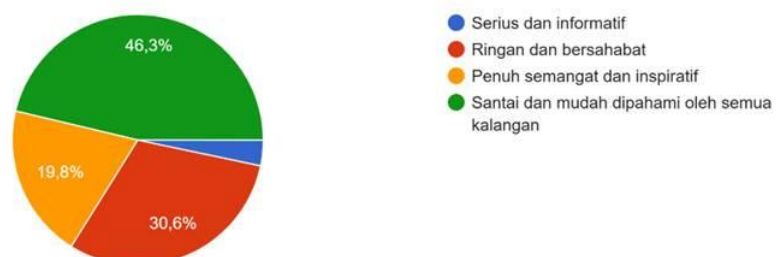 46,3%
19,8%
30,6%
Serius dan informatif
Ringan dan bersahabat
Penuh semangat dan inspiratif
Santai dan mudah dipahami oleh semua
kalangan